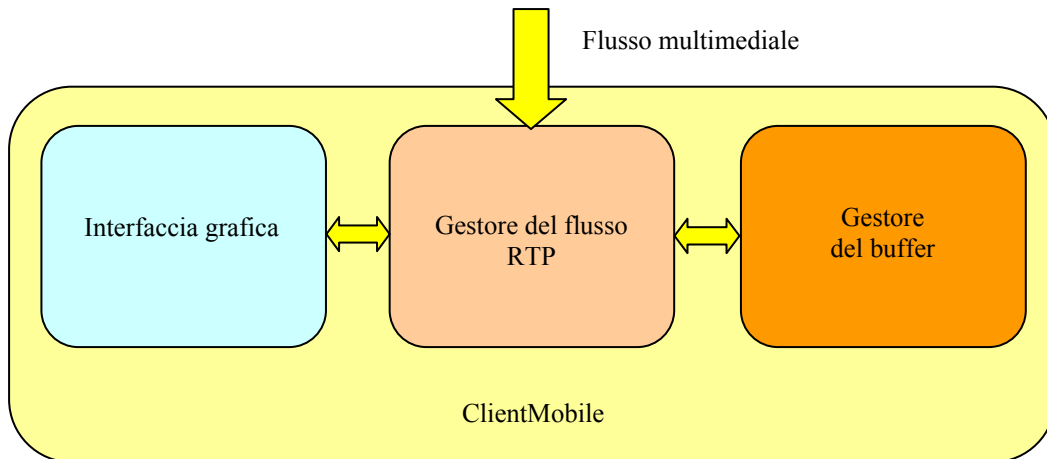 Flusso multimediale
Interfaccia grafica
Gestore del flusso
RTP
Gestore
del buffer
ClientMobile